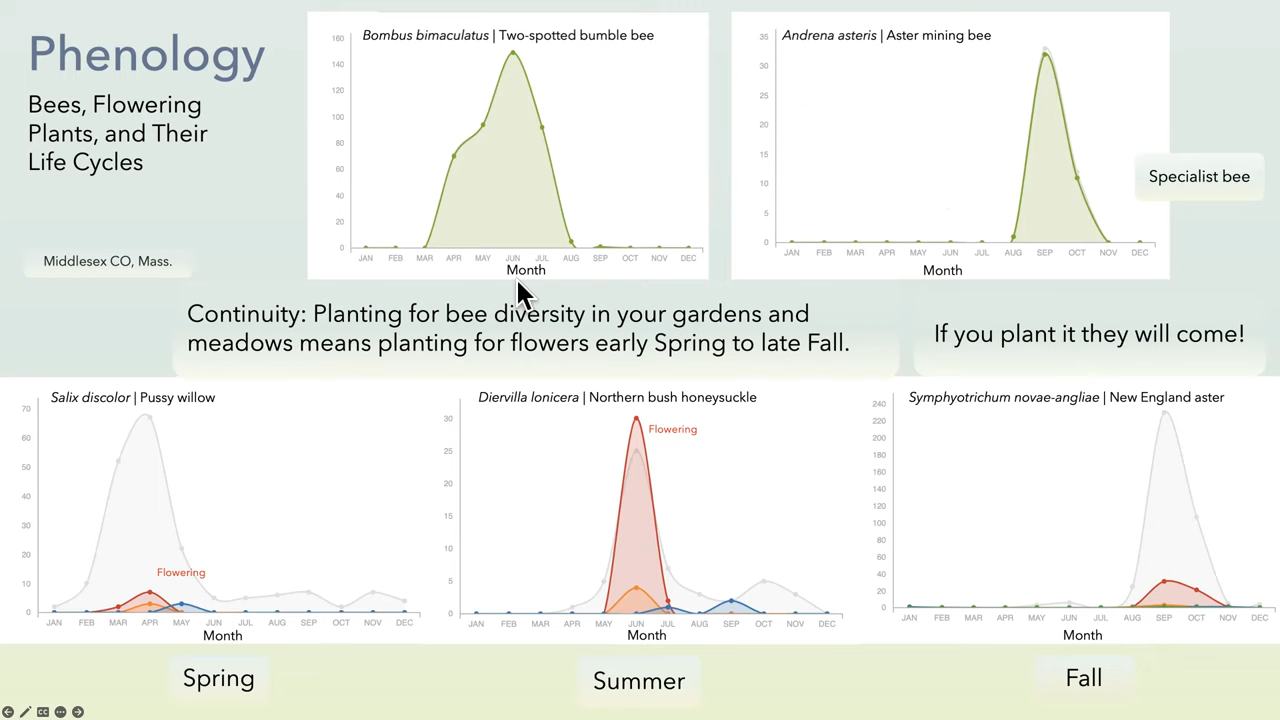 Phenology
Bees, Flowering
Plants, and Their
Life Cycles
Middlesex CO, Mass.
Bombus bimaculatus | Two-spotted bumble bee
160
140
120
100
80
60
40
20
0
JAN FEB MAR APR MAY JUN JUL AUG SEP OCT NOV DEC
Month
Andrena asteris | Aster mining bee
35
30
25
20
15
10
5
0
JAN FEB MAR APR MAY JUN JUL AUG SEP OCT NOV DEC
Month
Specialist bee
Continuity: Planting for bee diversity in your gardens and
meadows means planting for flowers early Spring to late Fall.
If you plant it they will come!
Salix discolor | Pussy willow
70
60
50
40
30
20
10
0
Flowering
JAN FEB MAR APR MAY JUN JUL AUG SEP OCT NOV DEC
Month
Diervilla lonicera | Northern bush honeysuckle
30
25
20
15
10
5
0
Flowering
JAN FEB MAR APR MAY JUN JUL AUG SEP OCT NOV DEC
Month
Symphyotrichum novae-angliae | New England aster
240
220
200
180
160
140
120
100
80
60
40
20
0
JAN FEB MAR APR MAY JUN JUL AUG SEP OCT NOV DEC
Month
Spring
Summer
Fall
CC